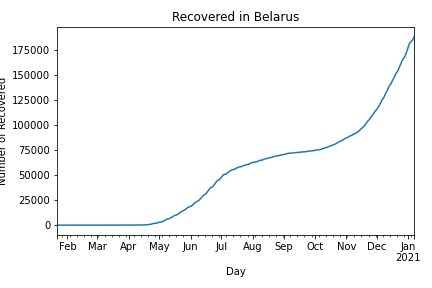 Recovered in Belarus
Number of Recovered
175000
150000
125000
100000
75000
50000
25000
0
Feb Mar Apr May Jun Jul Aug Sep Oct Nov Dec Jan
2021
Day